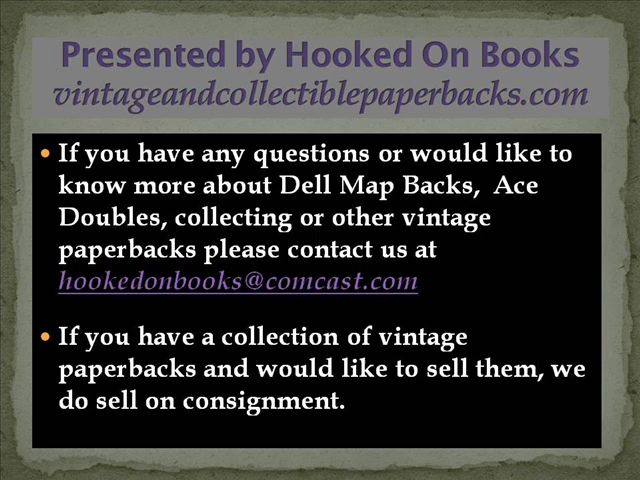 Presented by Hooked On Books
vintageandcollectiblepaperbacks.com
• If you have any questions or would like to
know more about Dell Map Backs, Ace
Doubles, collecting or other vintage
paperbacks please contact us at
hookedonbooks@comcast.com
• If you have a collection of vintage
paperbacks and would like to sell them, we
do sell on consignment.